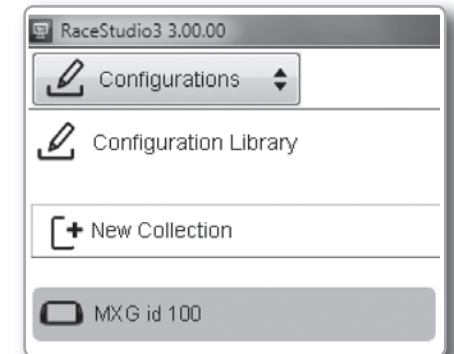 RaceStudio3 3.00.00
Configurations
Configuration Library
New Collection
MXG id 100